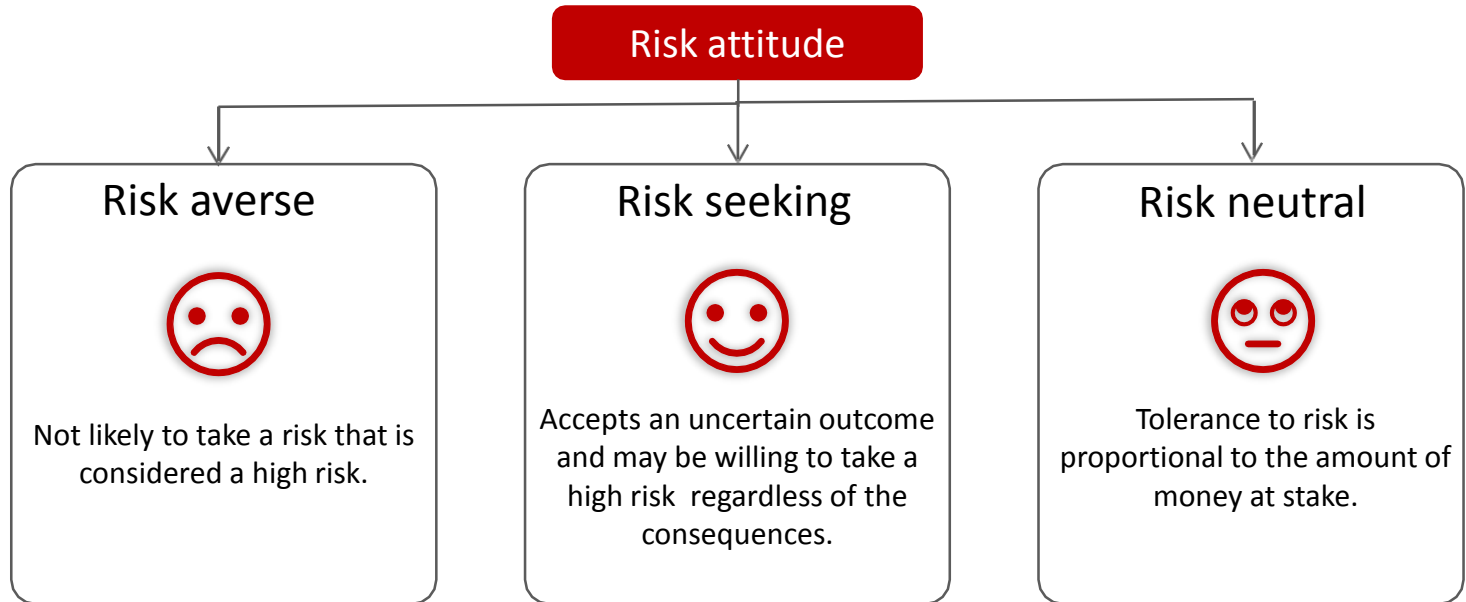 Risk attitude
Risk averse
Not likely to take a risk that is
considered a high risk.
Risk seeking
Accepts an uncertain outcome
and may be willing to take a
high risk  regardless of the
consequences.
Risk neutral
Tolerance to risk is
proportional to the amount of
money at stake.